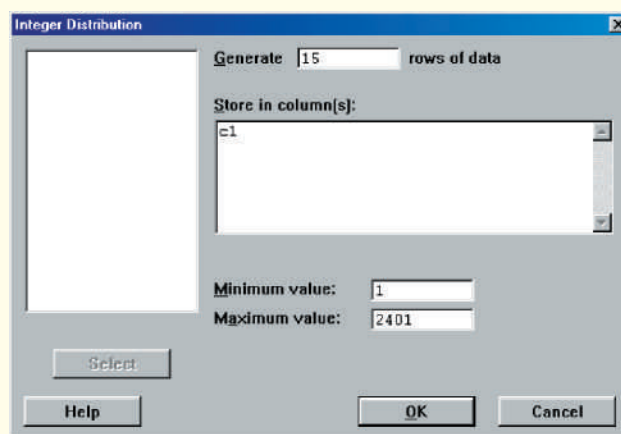 Integer Distribution
Generate 15 rows of data
Store in column(s):
c1
Minimum value: 1
Maximum value: 2401
Select
Help OK Cancel